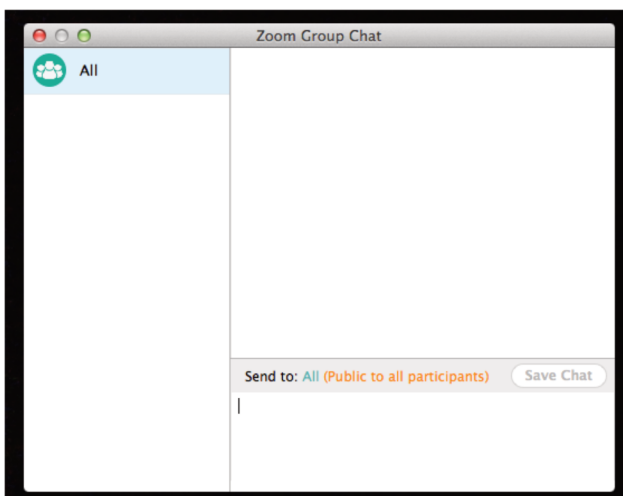 Zoom Group Chat
All
Send to: All (Public to all participants)
Save Chat